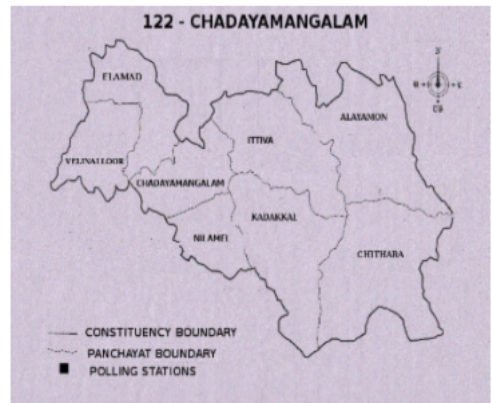 122 - CHADAYAMANGALAM
ELAMAD
ALAYAMON
ITTIVA
VELINALLOOR
CHADAYAMANGALAM
KADAKKAL
NILAMEL
CHITHARA
CONSTITUENCY BOUNDARY
PANCHAYAT BOUNDARY
POLLING STATIONS